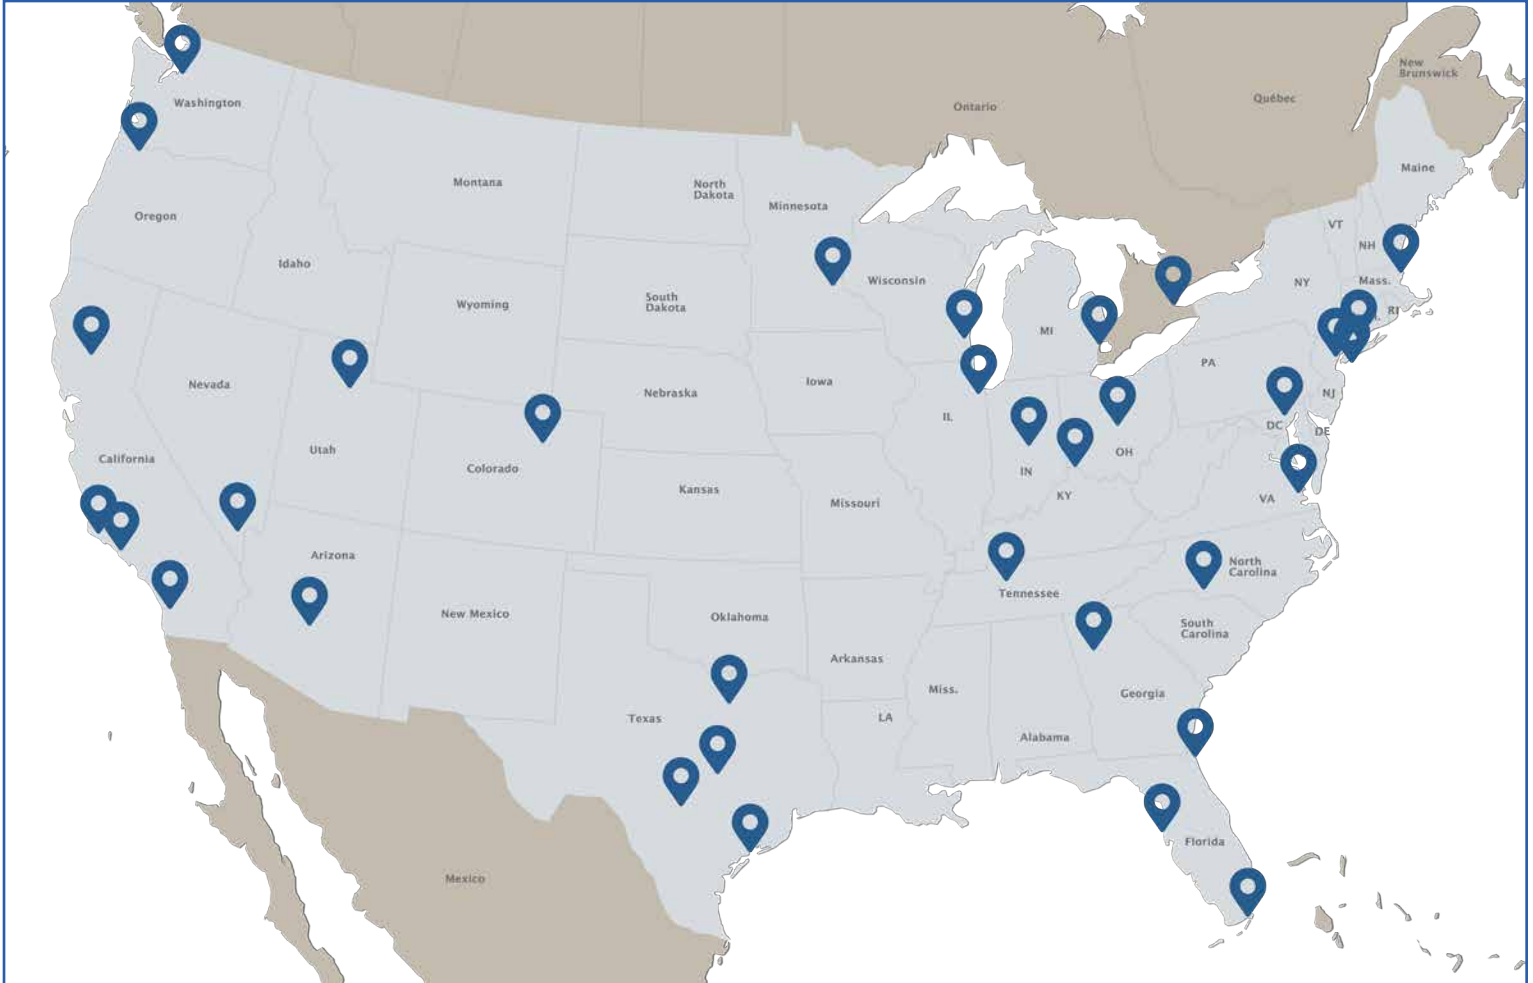 New
Brunswick
Québec
Ontario
Washington
Maine
Montana
North
Dakota
Minnesota
Oregon
VT
NH
Idaho
Wisconsin
NY
Mass.
Wyoming
South
Dakota
RI
MI
PA
Nevada
Iowa
Nebraska
NJ
IL
DC
DE
Utah
OH
California
Colorado
IN
Kansas
KY
VA
Missouri
Arizona
North
Carolina
Tennessee
New Mexico
Oklahoma
South
Carolina
Arkansas
Miss.
Georgia
Texas
LA
Alabama
Florida
Mexico